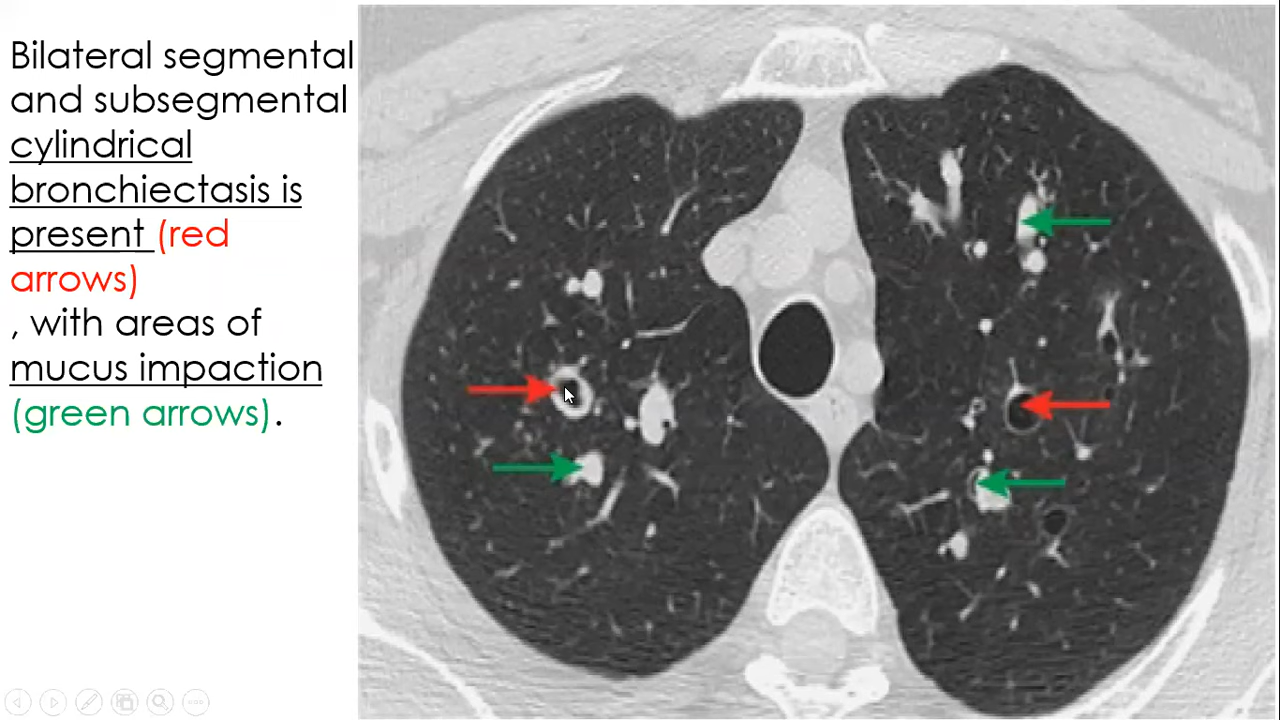 Bilateral segmental
and subsegmental
cylindrical
bronchiectasis is
present (red
arrows)
, with areas of
mucus impaction
(green arrows).